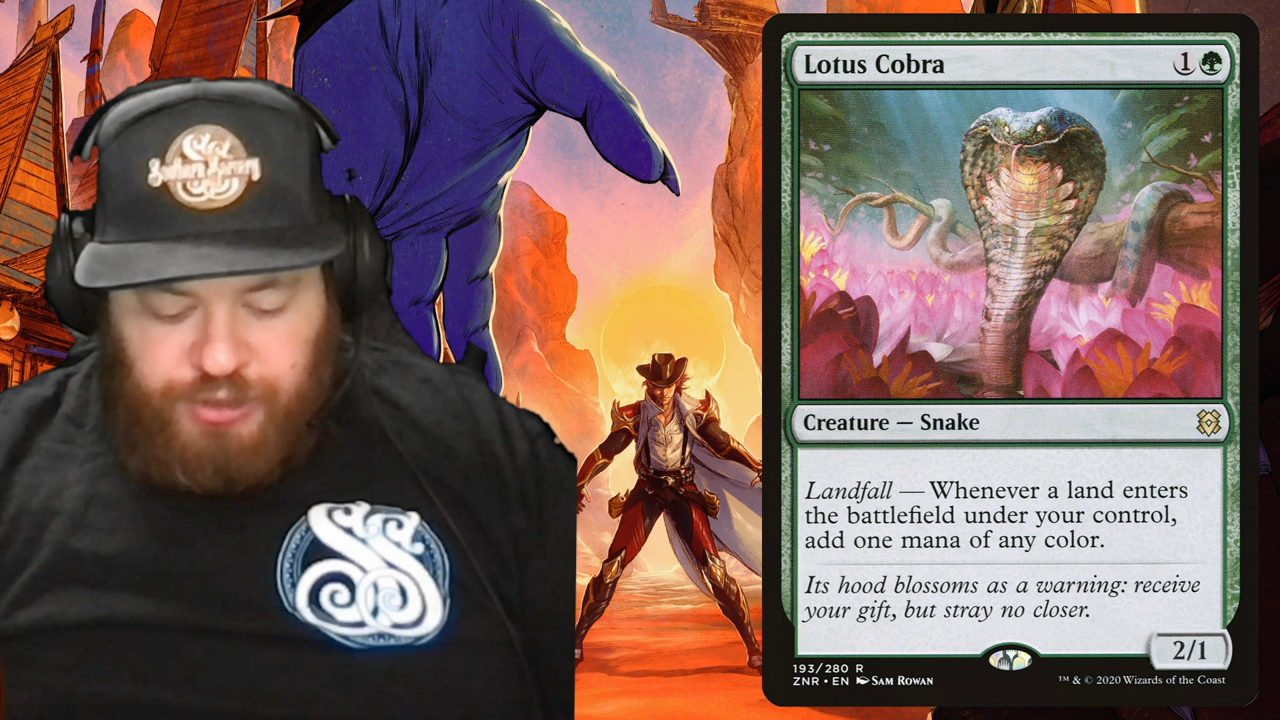 Lotus Cobra
1
Creature — Snake
Landfall — Whenever a land enters
the battlefield under your control,
add one mana of any color.
Its hood blossoms as a warning: receive
your gift, but stray no closer.
2/1
193/280 R
ZNR • EN Sam Rowan
™ & © 2020 Wizards of the Coast